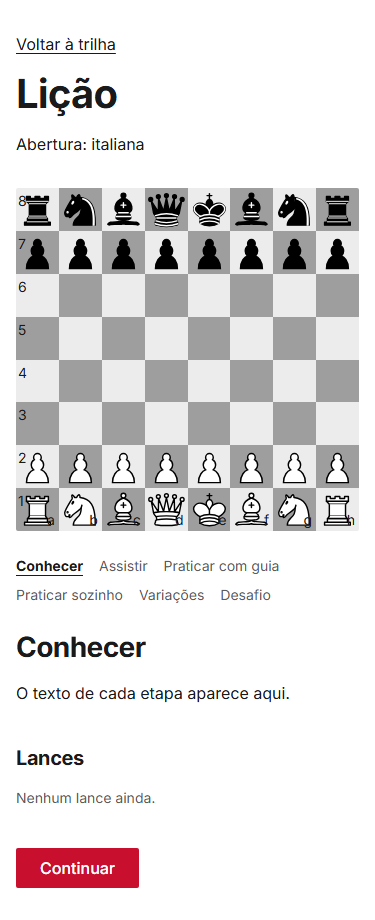 Voltar à trilha
Lição
Abertura: italiana
8
7
6
5
4
3
2
1
a b c d e f g h
Conhecer Assistir Praticar com guia
Praticar sozinho Variações Desafio
Conhecer
O texto de cada etapa aparece aqui.
Lances
Nenhum lance ainda.
Continuar